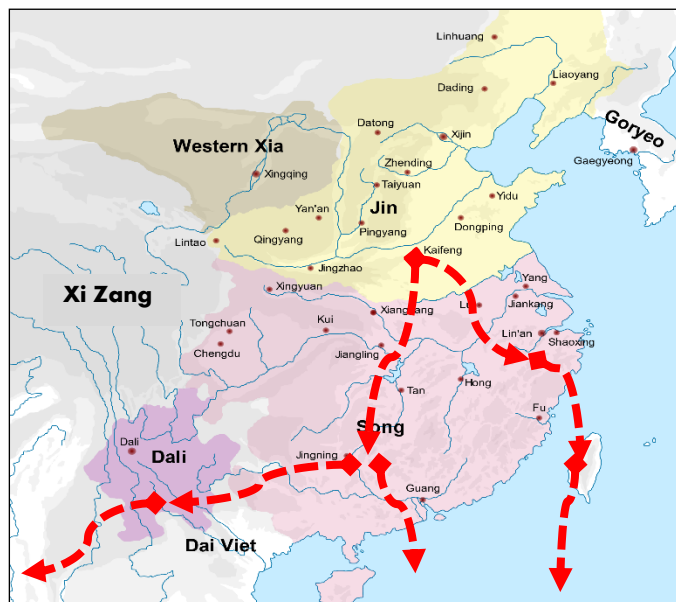 Linhuang
Dading
Liaoyang
Datong
Xijin
Goryeo
Gaegyeong
Western Xia
Xingqing
Zhending
Taiyuan
Yidu
Yan'an
Jin
Dongping
Lintao
Qingyang
Pingyang
Kaifeng
Jingzhao
Xi Zang
Xingyuan
Yang
Jiankang
Tongchuan
Kui
Lin'an
Shaoxing
Chengdu
Jiangling
Tan
Hong
Fu
Song
Dali
Dali
Jingning
Guang
Dai Viet